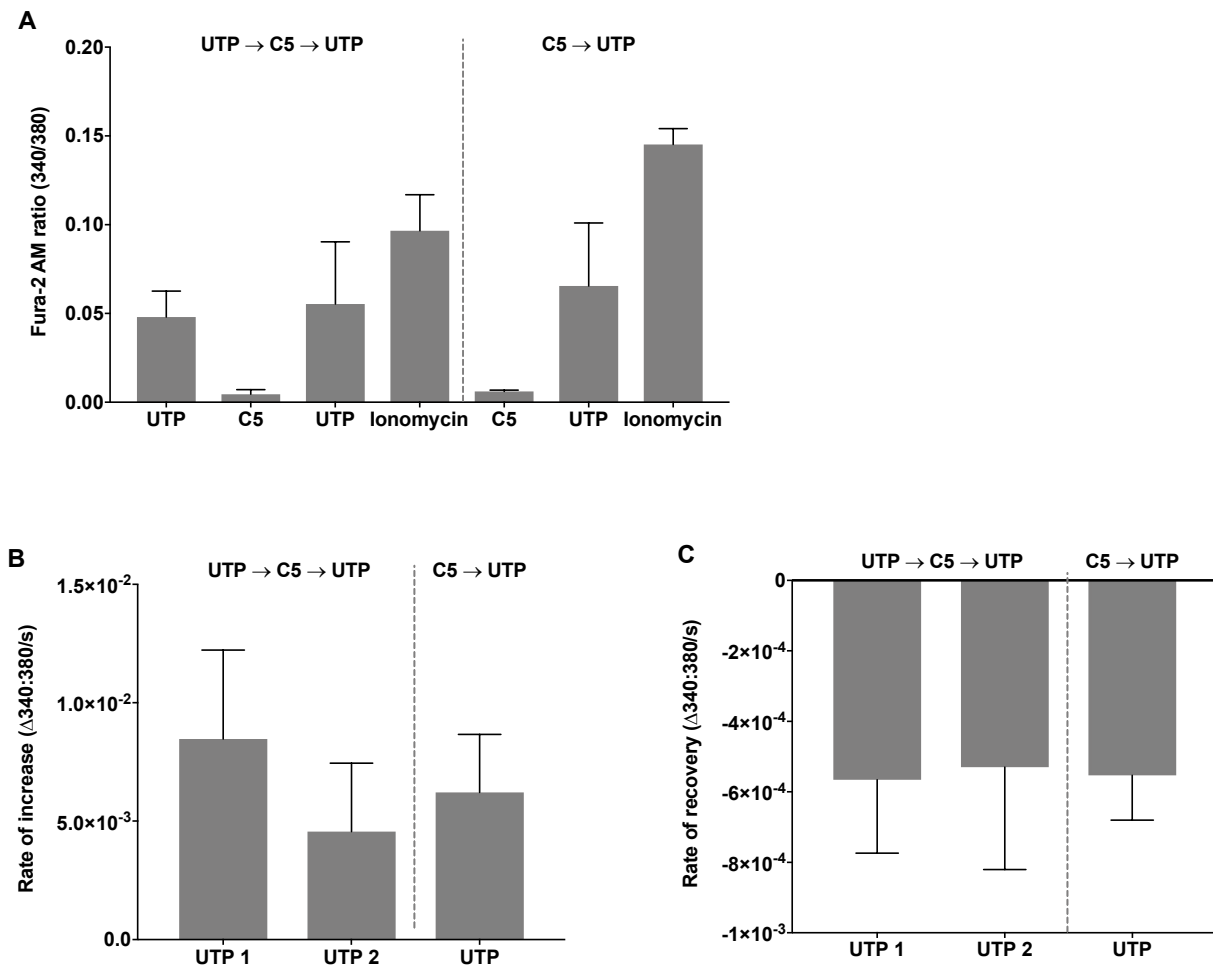 A
UTP → C5 → UTP
C5 → UTP
Fura-2 AM ratio (340/380)
0.20
0.15
0.10
0.05
0.00
UTP C5 UTP Ionomycin C5 UTP Ionomycin
B
UTP → C5 → UTP
C5 → UTP
Rate of increase (Δ340:380/s)
1.5×10⁻²
1.0×10⁻²
5.0×10⁻³
0.0
UTP 1 UTP 2 UTP
C
UTP → C5 → UTP
C5 → UTP
Rate of recovery (Δ340:380/s)
0
-2×10⁻⁴
-4×10⁻⁴
-6×10⁻⁴
-8×10⁻⁴
-1×10⁻³
UTP 1 UTP 2 UTP